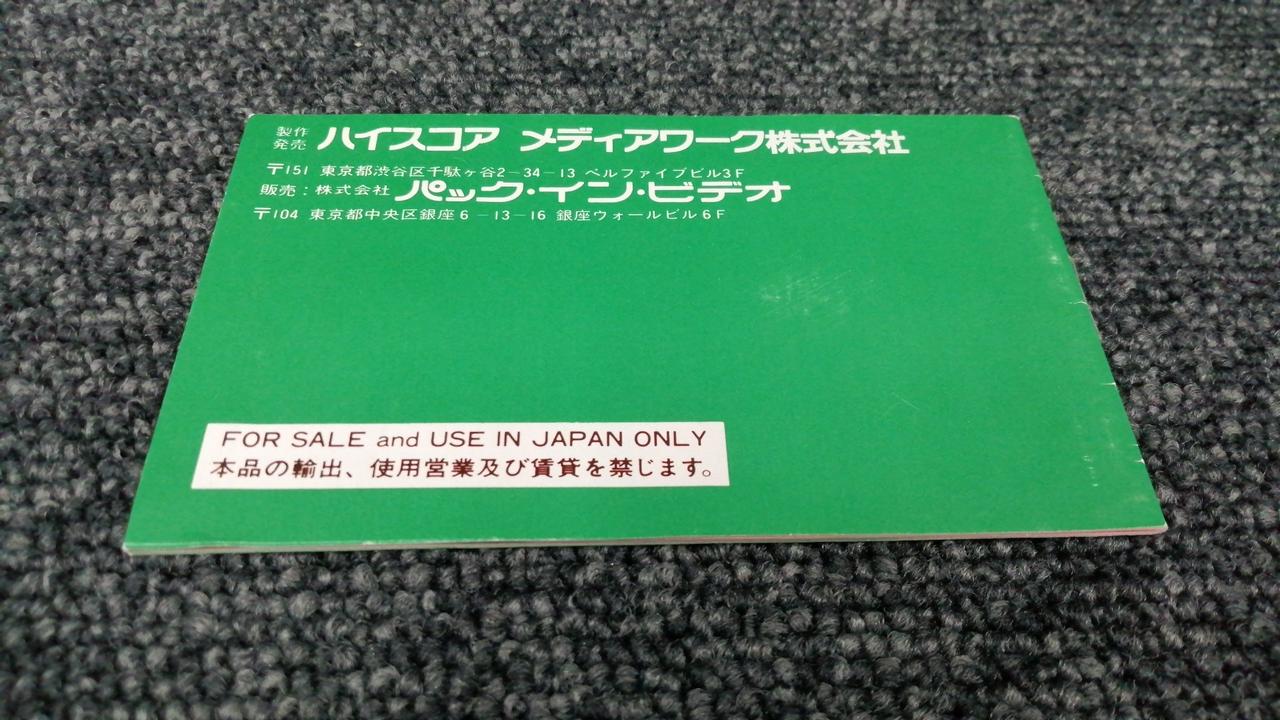 製作 発売 ハイスコア メディアワーク株式会社
〒151 東京都渋谷区千駄ヶ谷2-34-13 ベルファイブビル3F
販売:株式会社 パック・イン・ビデオ
〒104 東京都中央区銀座6-13-16 銀座ウォールビル6F
FOR SALE and USE IN JAPAN ONLY
本品の輸出、使用営業及び賃貸を禁じます。